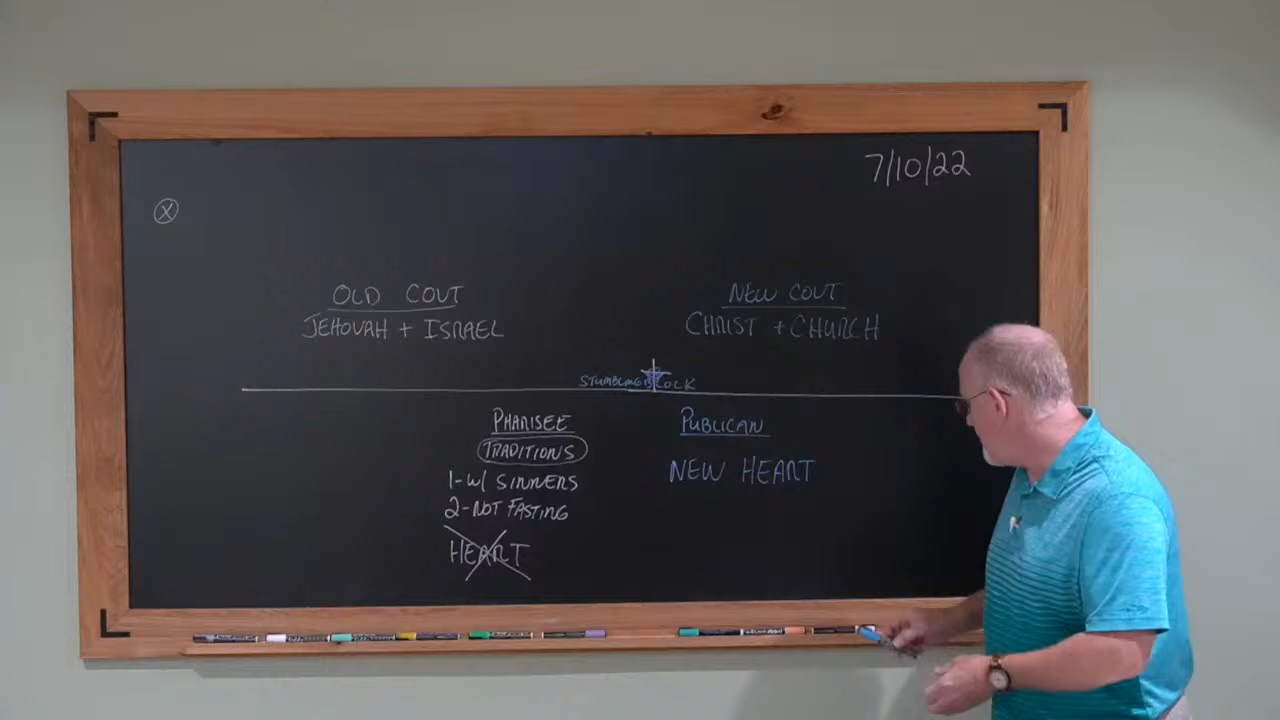 7/10/22
X
OLD COVT
JEHOVAH + ISRAEL
NEW COVT
CHRIST + CHURCH
STUMBLING BLOCK
PHARISEE
TRADITIONS
1-W/ SINNERS
2-NOT FASTING
HEART
PUBLICAN
NEW HEART